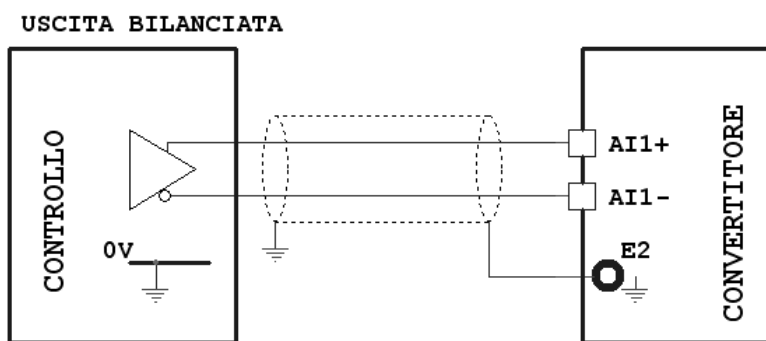 USCITA BILANCIATA
CONTROLLO
0V
AI1+
AI1-
E2
CONVERTITORE